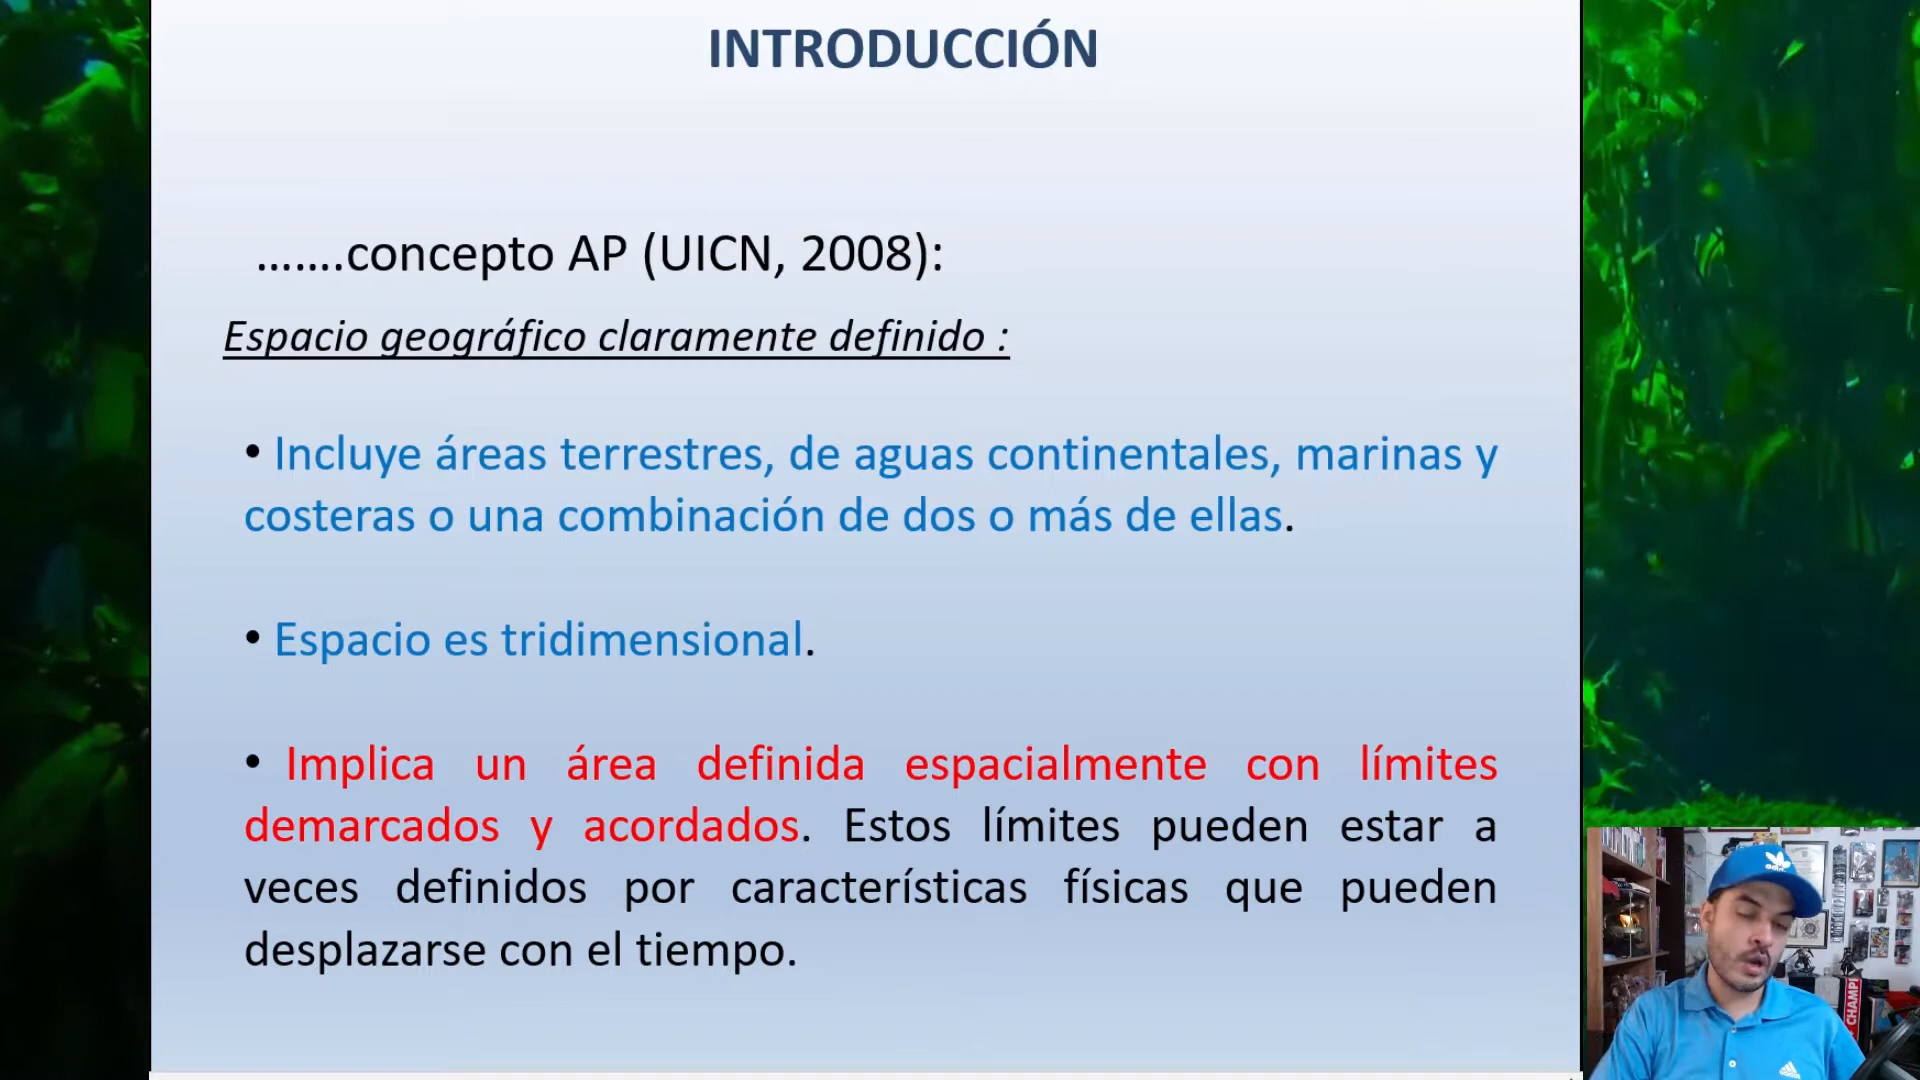 INTRODUCCIÓN
.......concepto AP (UICN, 2008):
Espacio geográfico claramente definido :
• Incluye áreas terrestres, de aguas continentales, marinas y
costeras o una combinación de dos o más de ellas.
• Espacio es tridimensional.
• Implica un área definida espacialmente con límites
demarcados y acordados. Estos límites pueden estar a
veces definidos por características físicas que pueden
desplazarse con el tiempo.